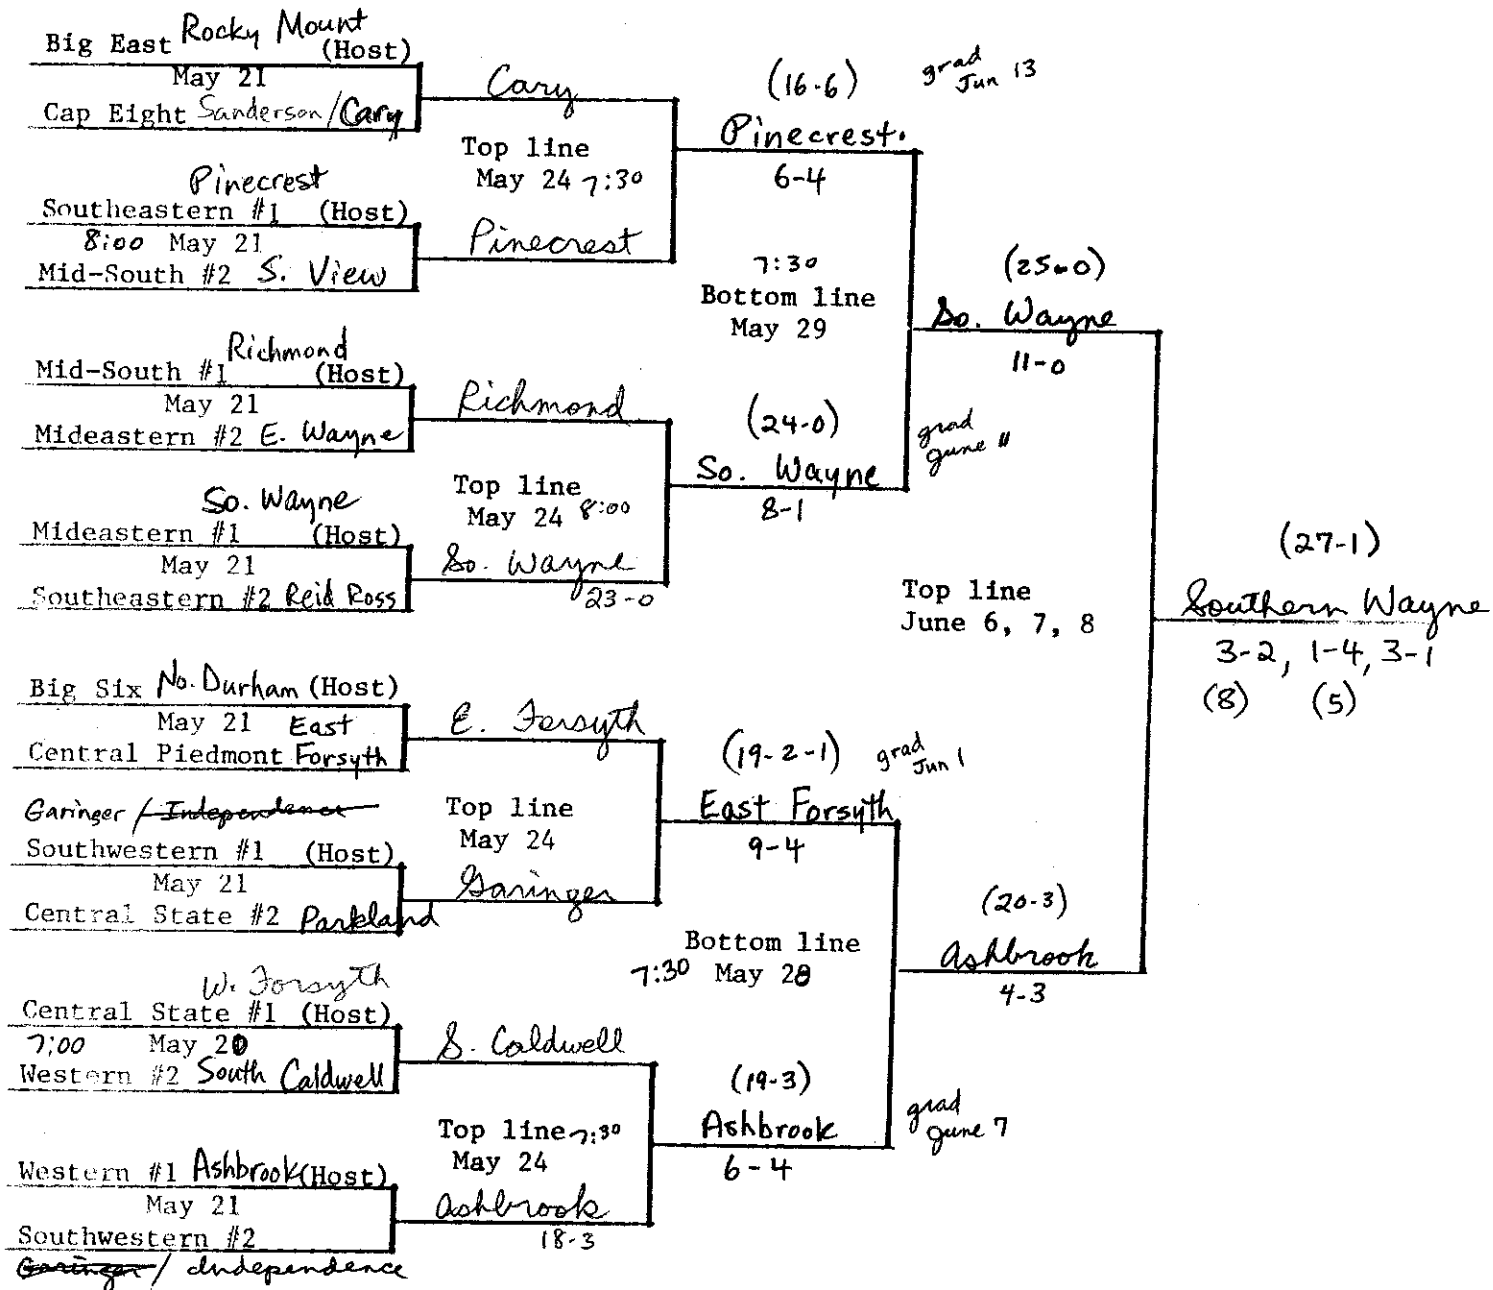 Big East Rocky Mount (Host)
May 21
Cap Eight Sanderson/Cary
Cary
Top line
May 24 7:30
Pinecrest
Southeastern #1 (Host)
8:00 May 21
Mid-South #2 S. View
Pinecrest
(16-6)
grad Jun 13
Pinecrest.
6-4
7:30
Bottom line
May 29
Richmond
Mid-South #1 (Host)
May 21
Mideastern #2 E. Wayne
Richmond
Top line
May 24 8:00
So. Wayne
Mideastern #1 (Host)
May 21
Southeastern #2 Reid Ross
So. Wayne
23-0
(24-0)
So. Wayne
8-1
grad June 11
(25-0)
So. Wayne
11-0
Top line
June 6, 7, 8
(27-1)
Southern Wayne
3-2, 1-4, 3-1
(8) (5)
Big Six No. Durham (Host)
May 21 East
Central Piedmont Forsyth
E. Forsyth
Top line
May 24
Garinger / Independence
Southwestern #1 (Host)
May 21
Central State #2 Parkland
Garinger
(19-2-1)
grad Jun 1
East Forsyth
9-4
Bottom line
7:30 May 28
W. Forsyth
Central State #1 (Host)
7:00 May 20
Western #2 South Caldwell
S. Caldwell
Top line 7:30
May 24
Western #1 Ashbrook (Host)
May 21
Southwestern #2
Garinger / Independence
Ashbrook
18-3
(19-3)
Ashbrook
6-4
grad June 7
(20-3)
Ashbrook
4-3